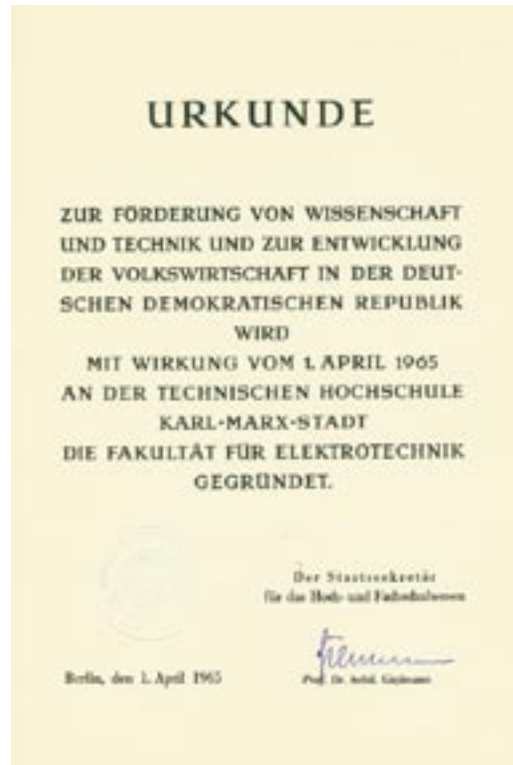 URKUNDE
ZUR FÖRDERUNG VON WISSENSCHAFT
UND TECHNIK UND ZUR ENTWICKLUNG
DER VOLKSWIRTSCHAFT IN DER DEUT-
SCHEN DEMOKRATISCHEN REPUBLIK
WIRD
MIT WIRKUNG VOM 1. APRIL 1965
AN DER TECHNISCHEN HOCHSCHULE
KARL-MARX-STADT
DIE FAKULTÄT FÜR ELEKTROTECHNIK
GEGRÜNDET.
Der Staatssekretär
für das Hoch- und Fachschulwesen
Berlin, den 1. April 1965
Prof. Dr.